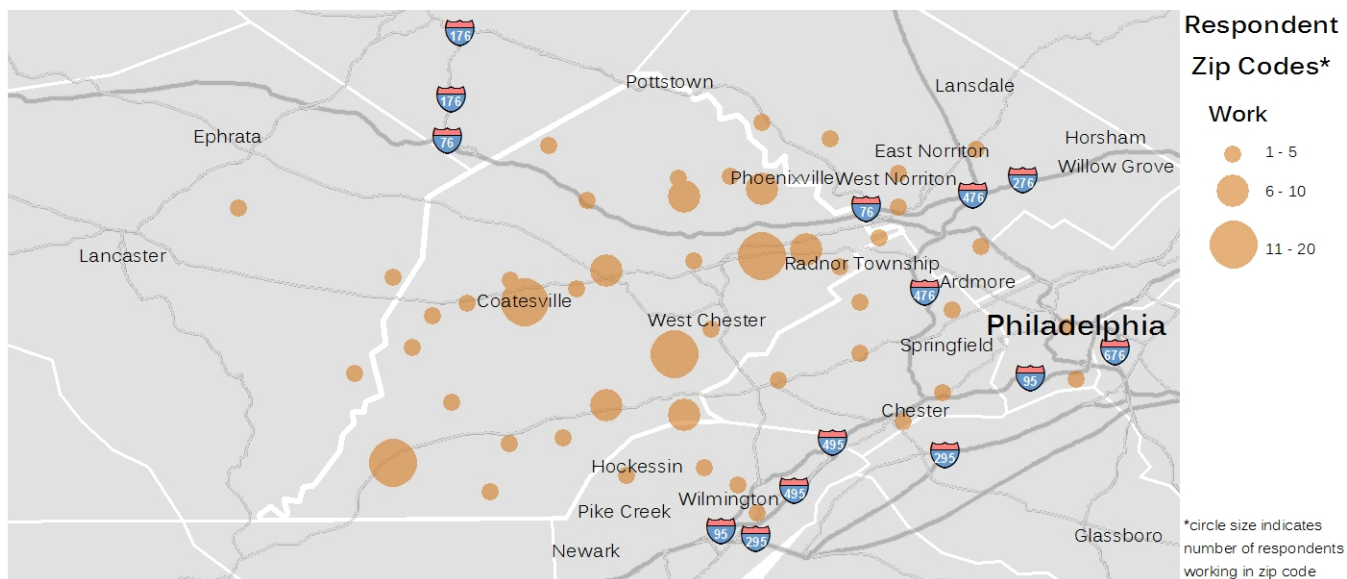 Respondent
Zip Codes*
Work
1 - 5
6 - 10
11 - 20
176
Pottstown
Lansdale
176
Ephrata
76
Horsham
East Norriton
Willow Grove
Phoenixville
West Norriton
276
476
76
Lancaster
Radnor Township
Ardmore
476
Coatesville
West Chester
Philadelphia
Springfield
676
95
Chester
495
295
Hockessin
495
Wilmington
Pike Creek
95
295
Newark
Glassboro
*circle size indicates
number of respondents
working in zip code